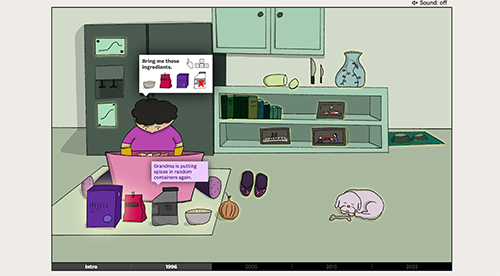 Sound: off
Bring me these
ingredients.
Grandma is putting
spices in random
containers again.
Intro
1996
2005
2015
2023